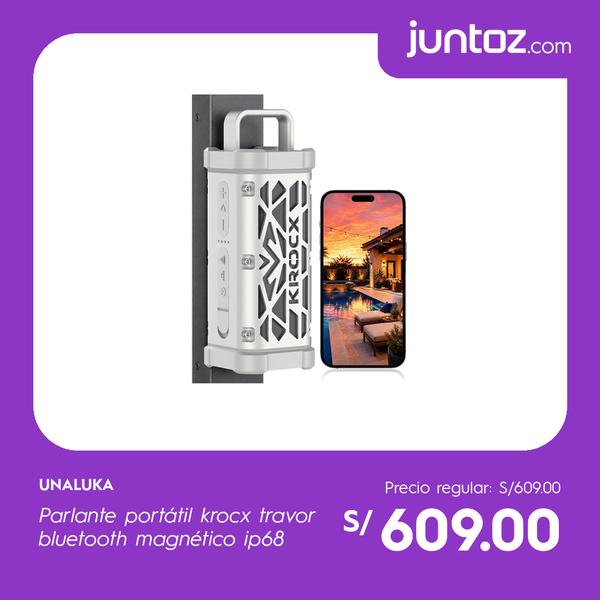 juntoz.com
KROCX
UNALUKA
Parlante portátil krocx travor
bluetooth magnético ip68
Precio regular: S/609.00
S/609.00